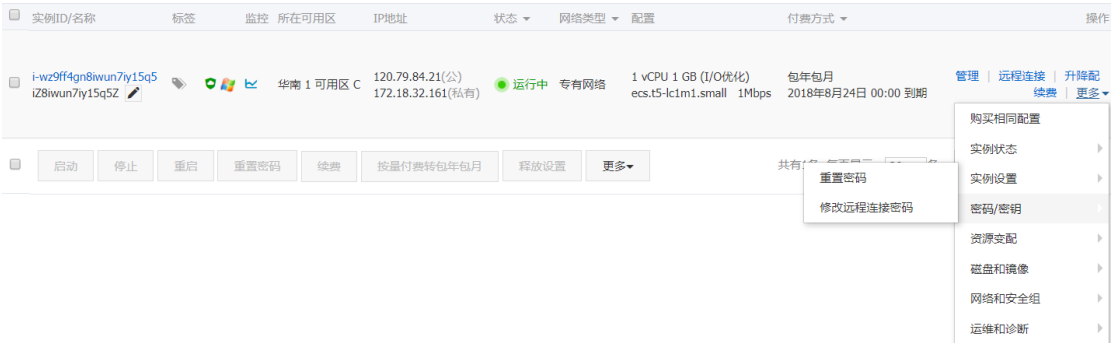 实例ID/名称 标签 监控 所在可用区 IP地址 状态 网络类型 配置 付费方式 操作
i-wz9ff4gn8iwun7iy15q5 120.79.84.21(公) 1 vCPU 1 GB (I/O优化) 包年包月 管理 | 远程连接 | 升降配
iZ8iwun7iy15q5Z 华南 1 可用区 C 172.18.32.161(私有) 运行中 专有网络 ecs.t5-lc1m1.small 1Mbps 2018年8月24日 00:00 到期 续费 | 更多
购买相同配置
实例状态
启动 停止 重启 重置密码 续费 按量付费转包年包月 释放设置 更多 共有
重置密码 实例设置
修改远程连接密码 密码/密钥
资源变配
磁盘和镜像
网络和安全组
运维和诊断